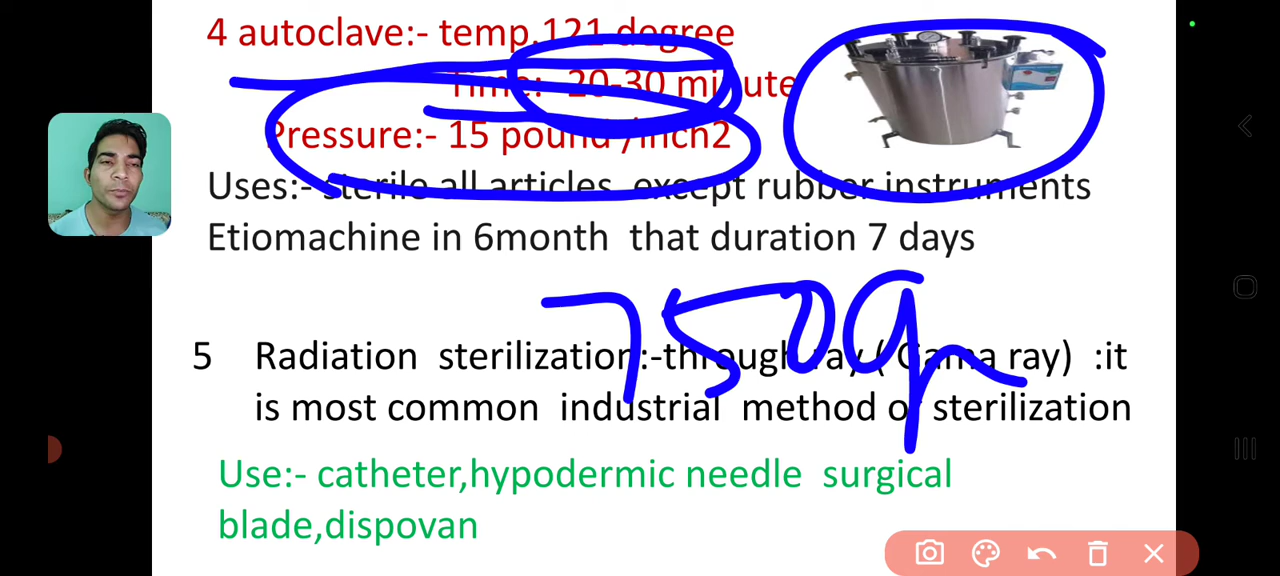 4 autoclave:- temp,121 degree
Time: -20-30 minute
Pressure:- 15 pound /inch2
Uses:- sterile all articles except rubber instruments
Etiomachine in 6month that duration 7 days
750
5 Radiation sterilization:-through ray ( Gama ray) :it
is most common industrial method of sterilization
Use:- catheter,hypodermic needle surgical
blade,dispovan